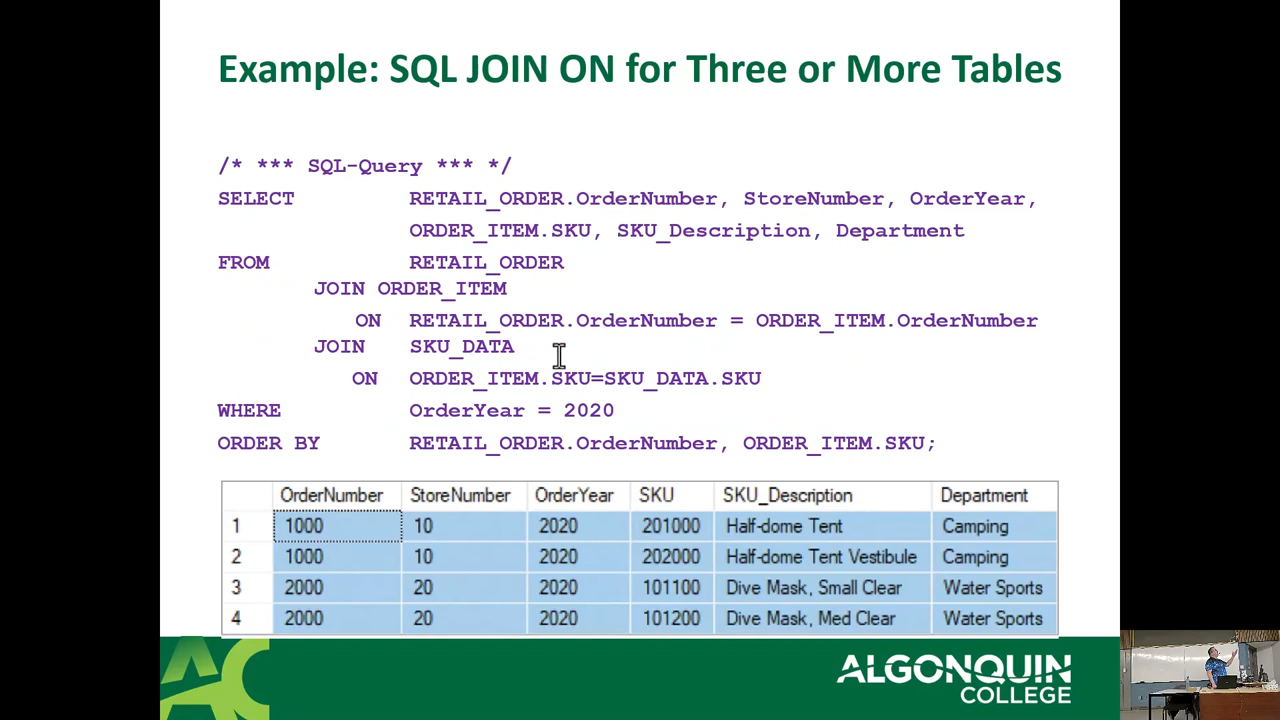 Example: SQL JOIN ON for Three or More Tables
/* *** SQL-Query *** */
SELECT RETAIL_ORDER.OrderNumber, StoreNumber, OrderYear,
ORDER_ITEM.SKU, SKU_Description, Department
FROM RETAIL_ORDER
JOIN ORDER_ITEM
ON RETAIL_ORDER.OrderNumber = ORDER_ITEM.OrderNumber
JOIN SKU_DATA
ON ORDER_ITEM.SKU=SKU_DATA.SKU
WHERE OrderYear = 2020
ORDER BY RETAIL_ORDER.OrderNumber, ORDER_ITEM.SKU;
OrderNumber StoreNumber OrderYear SKU SKU_Description Department
1 1000 10 2020 201000 Half-dome Tent Camping
2 1000 10 2020 202000 Half-dome Tent Vestibule Camping
3 2000 20 2020 101100 Dive Mask, Small Clear Water Sports
4 2000 20 2020 101200 Dive Mask, Med Clear Water Sports
AC
ALGONQUIN
COLLEGE